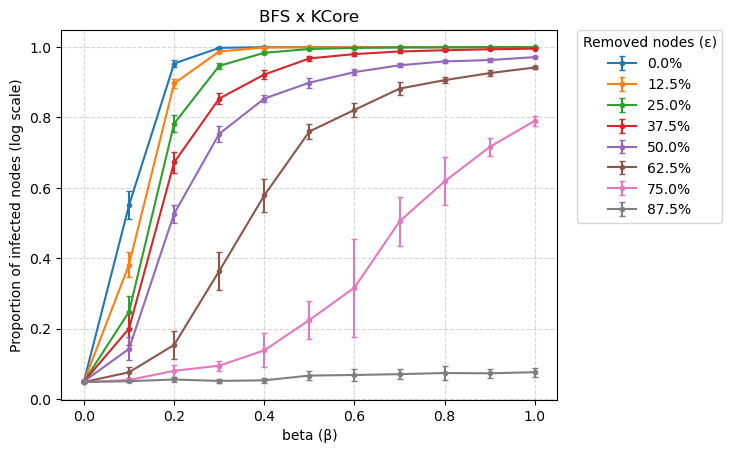 BFS x KCore
Proportion of infected nodes (log scale)
1.0
0.8
0.6
0.4
0.2
0.0
0.0 0.2 0.4 0.6 0.8 1.0
beta (β)
Removed nodes (ε)
0.0%
12.5%
25.0%
37.5%
50.0%
62.5%
75.0%
87.5%